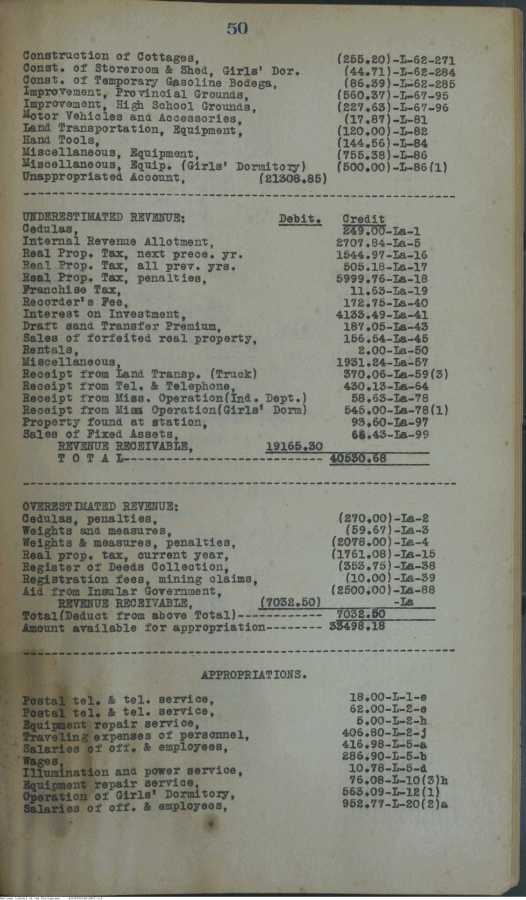 50
Construction of Cottages, (255.20)-L-62-271
Const. of Storeroom & Shed, Girls' Dor. (44.71)-L-62-284
Const. of Temporary Gasoline Bodega, (86.39)-L-62-285
Improvement, Provincial Grounds, (560.37)-L-67-95
Improvement, High School Grounds, (227.63)-L-67-96
Motor Vehicles and Accessories, (17.87)-L-81
Land Transportation, Equipment, (120.00)-L-82
Hand Tools, (144.56)-L-84
Miscellaneous, Equipment, (755.38)-L-86
Miscellaneous, Equip. (Girls' Dormitory) (500.00)-L-86(1)
Unappropriated Account, (21308.85)
UNDERESTIMATED REVENUE: Debit. Credit
Cedulas, 249.00-La-1
Internal Revenue Allotment, 2707.84-La-5
Real Prop. Tax, next prece. yr. 1544.97-La-16
Real Prop. Tax, all prev. yrs. 505.18-La-17
Real Prop. Tax, penalties, 5999.76-La-18
Franchise Tax, 11.63-La-19
Recorder's Fee, 172.75-La-40
Interest on Investment, 4133.49-La-41
Draft sand Transfer Premium, 187.05-La-43
Sales of forfeited real property, 156.54-La-45
Rentals, 2.00-La-50
Miscellaneous, 1931.24-La-57
Receipt from Land Transp. (Truck) 370.06-La-59(3)
Receipt from Tel. & Telephone, 430.13-La-64
Receipt from Miss. Operation(Ind. Dept.) 58.63-La-78
Receipt from Miss Operation(Girls' Dorm) 545.00-La-78(1)
Property found at station, 93.60-La-97
Sales of Fixed Assets, 66.43-La-99
REVENUE RECEIVABLE, 19165.30
T O T A L-------------------------- 40530.68
OVERESTIMATED REVENUE:
Cedulas, penalties, (270.00)-La-2
Weights and measures, (59.67)-La-3
Weights & measures, penalties, (2078.00)-La-4
Real prop. tax, current year, (1761.08)-La-15
Register of Deeds Collection, (353.75)-La-38
Registration fees, mining claims, (10.00)-La-39
Aid from Insular Government, (2500.00)-La-88
REVENUE RECEIVABLE, (7032.50) -La
Total(Deduct from above Total)------------ 7032.50
Amount available for appropriation-------- 33498.18
APPROPRIATIONS.
Postal tel. & tel. service, 18.00-L-1-e
Postal tel. & tel. service, 62.00-L-2-e
Equipment repair service, 5.00-L-2-h
Traveling expenses of personnel, 406.80-L-2-j
Salaries of off. & employees, 416.98-L-5-a
Wages, 286.90-L-5-b
Illumination and power service, 10.78-L-5-d
Equipment repair service, 76.08-L-10(3)h
Operation of Girls' Dormitory, 563.09-L-12(1)
Salaries of off. & employees, 952.77-L-20(2)a